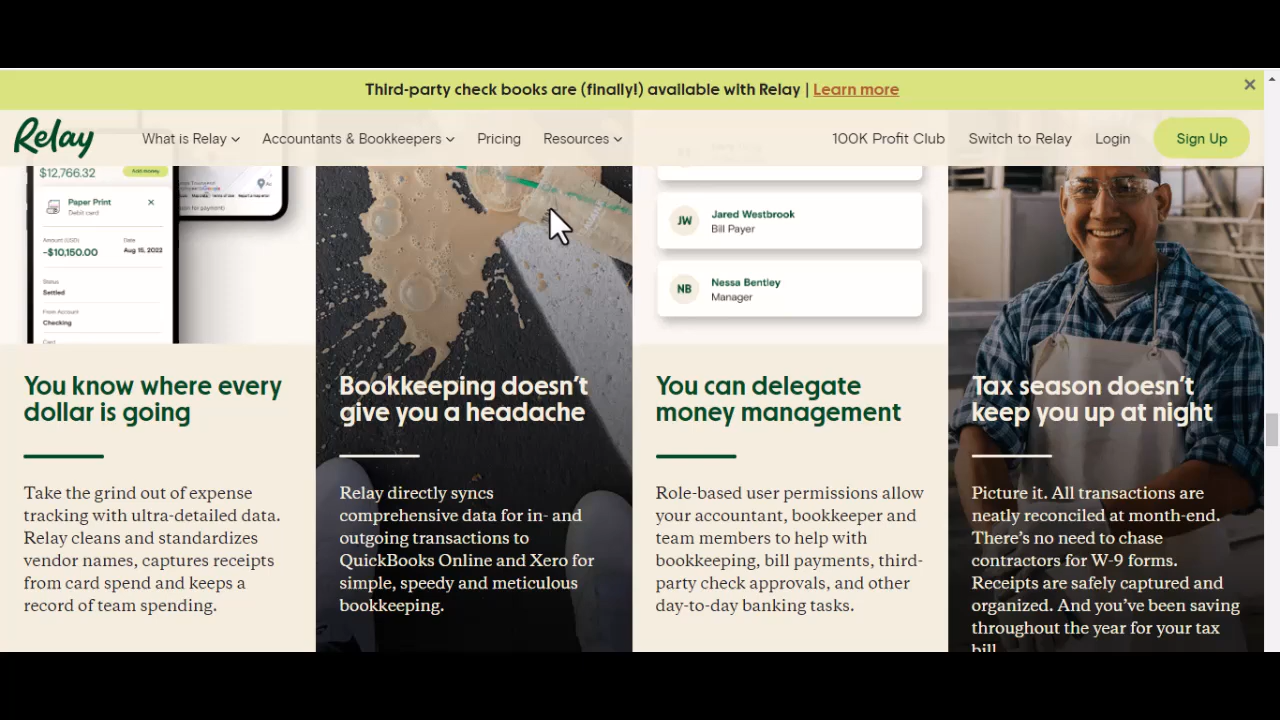 Third-party check books are (finally!) available with Relay | Learn more
Relay
What is Relay
Accountants & Bookkeepers
Pricing
Resources
100K Profit Club
Switch to Relay
Login
Sign Up
$12,766.32
Add money
Paper Print
Debit card
Amount (USD)
Date
-$10,150.00
Aug 15, 2022
Status
Settled
From Account
Checking
Card
JW
Jared Westbrook
Bill Payer
NB
Nessa Bentley
Manager
You know where every
dollar is going
Take the grind out of expense
tracking with ultra-detailed data.
Relay cleans and standardizes
vendor names, captures receipts
from card spend and keeps a
record of team spending.
Bookkeeping doesn't
give you a headache
Relay directly syncs
comprehensive data for in- and
outgoing transactions to
QuickBooks Online and Xero for
simple, speedy and meticulous
bookkeeping.
You can delegate
money management
Role-based user permissions allow
your accountant, bookkeeper and
team members to help with
bookkeeping, bill payments, third-
party check approvals, and other
day-to-day banking tasks.
Tax season doesn't
keep you up at night
Picture it. All transactions are
neatly reconciled at month-end.
There's no need to chase
contractors for W-9 forms.
Receipts are safely captured and
organized. And you've been saving
throughout the year for your tax
bill.